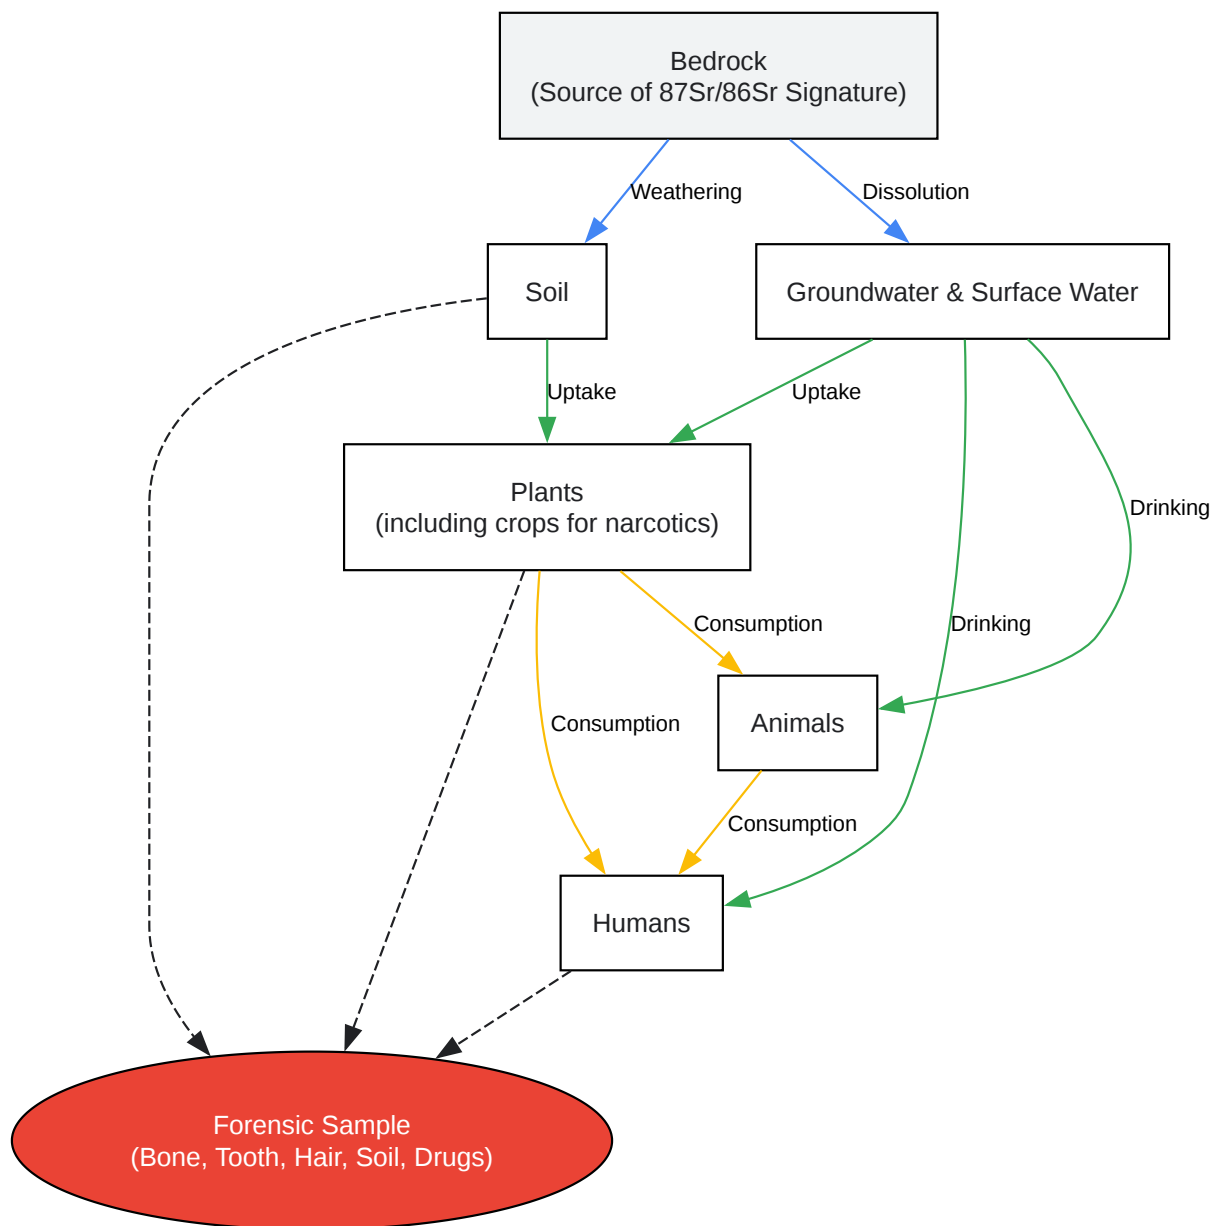 Bedrock
(Source of 87Sr/86Sr Signature)
Weathering
Dissolution
Soil
Groundwater & Surface Water
Uptake
Uptake
Plants
(including crops for narcotics)
Drinking
Consumption
Drinking
Consumption
Animals
Consumption
Humans
Forensic Sample
(Bone, Tooth, Hair, Soil, Drugs)